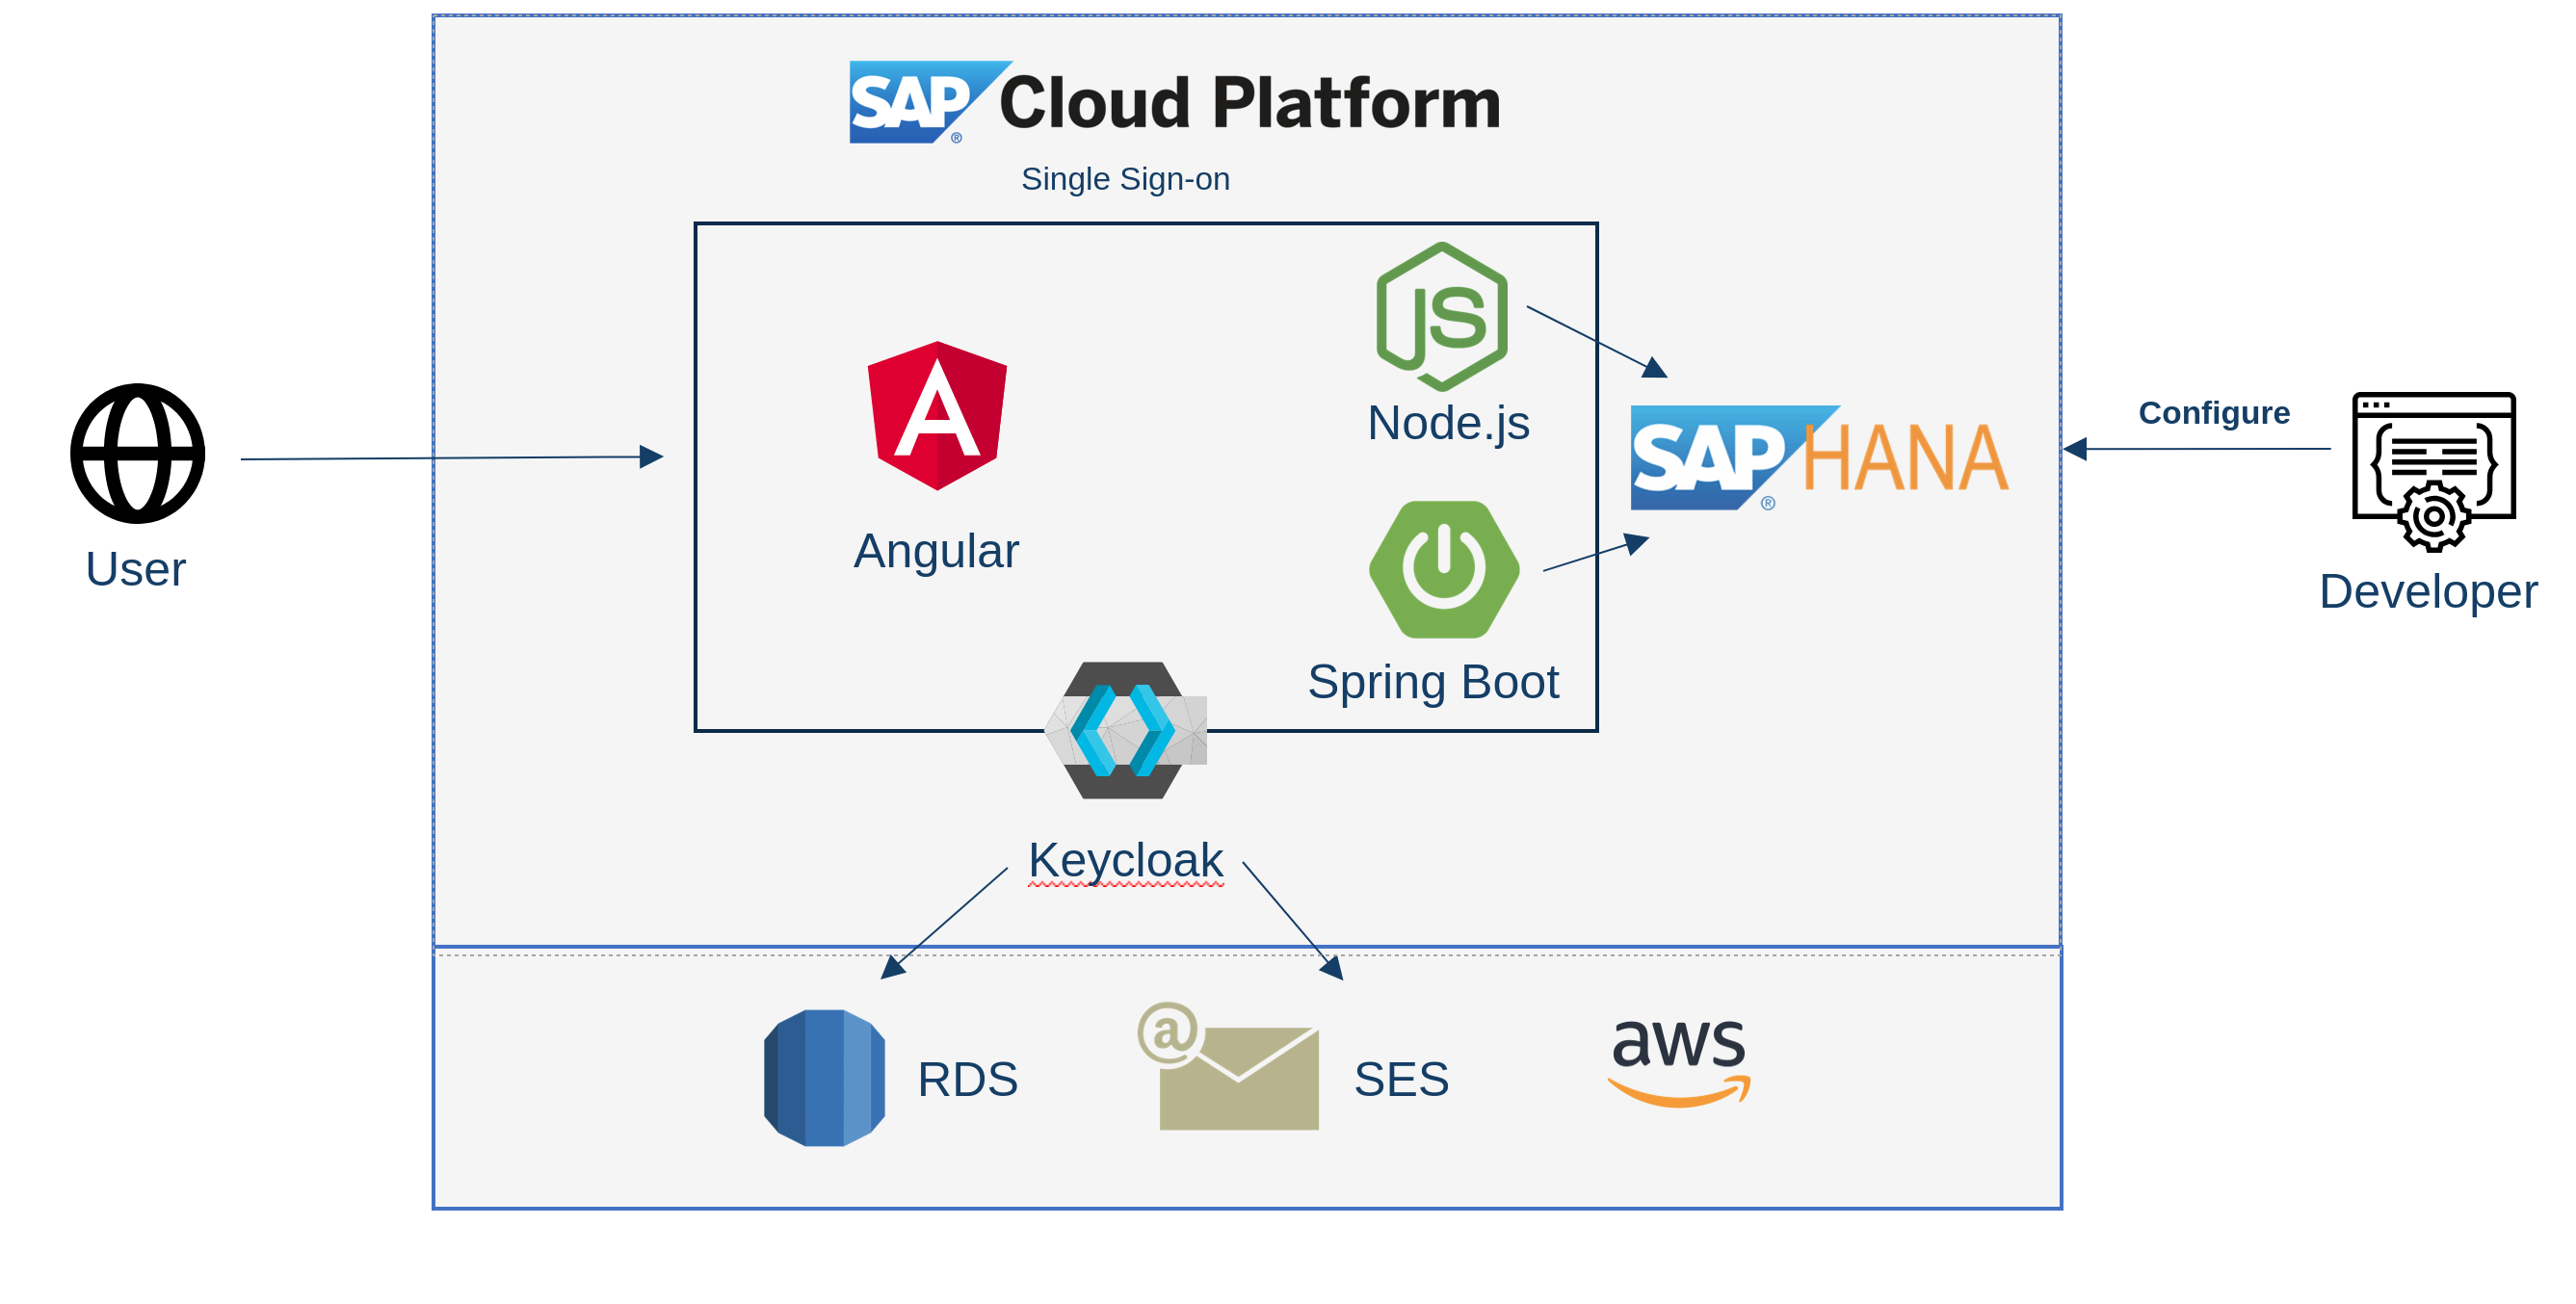 SAP® Cloud Platform
Single Sign-on
JS
Node.js
Angular
SAP® HANA
Spring Boot
User
Configure
Developer
Keycloak
@
RDS
SES
aws